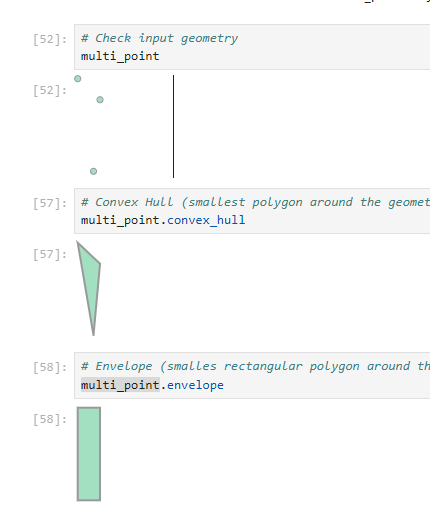 [52]: # Check input geometry
multi_point
[52]:
[57]: # Convex Hull (smallest polygon around the geomet
multi_point.convex_hull
[57]:
[58]: # Envelope (smalles rectangular polygon around th
multi_point.envelope
[58]: